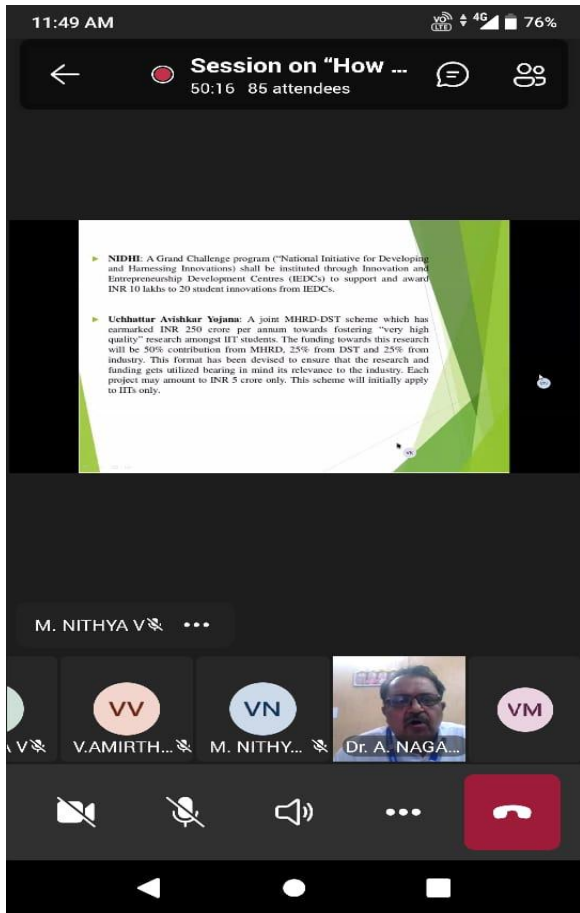 11:49 AM
VO LTE 4G 76%
Session on “How ...
50:16 85 attendees
NIDHI: A Grand Challenge program (“National Initiative for Developing
and Harnessing Innovations) shall be instituted through Innovation and
Entrepreneurship Development Centres (IEDCs) to support and award
INR 10 lakhs to 20 student innovations from IEDCs.
Uchhattar Avishkar Yojana: A joint MHRD-DST scheme which has
earmarked INR 250 crore per annum towards fostering “very high
quality” research amongst IIT students. The funding towards this research
will be 50% contribution from MHRD, 25% from DST and 25% from
industry. This format has been devised to ensure that the research and
funding gets utilized bearing in mind its relevance to the industry. Each
project may amount to INR 5 crore only. This scheme will initially apply
to IITs only.
VN
M. NITHYA V
VV
VN
VM
V
V.AMIRTH...
M. NITHY...
Dr. A. NAGA...